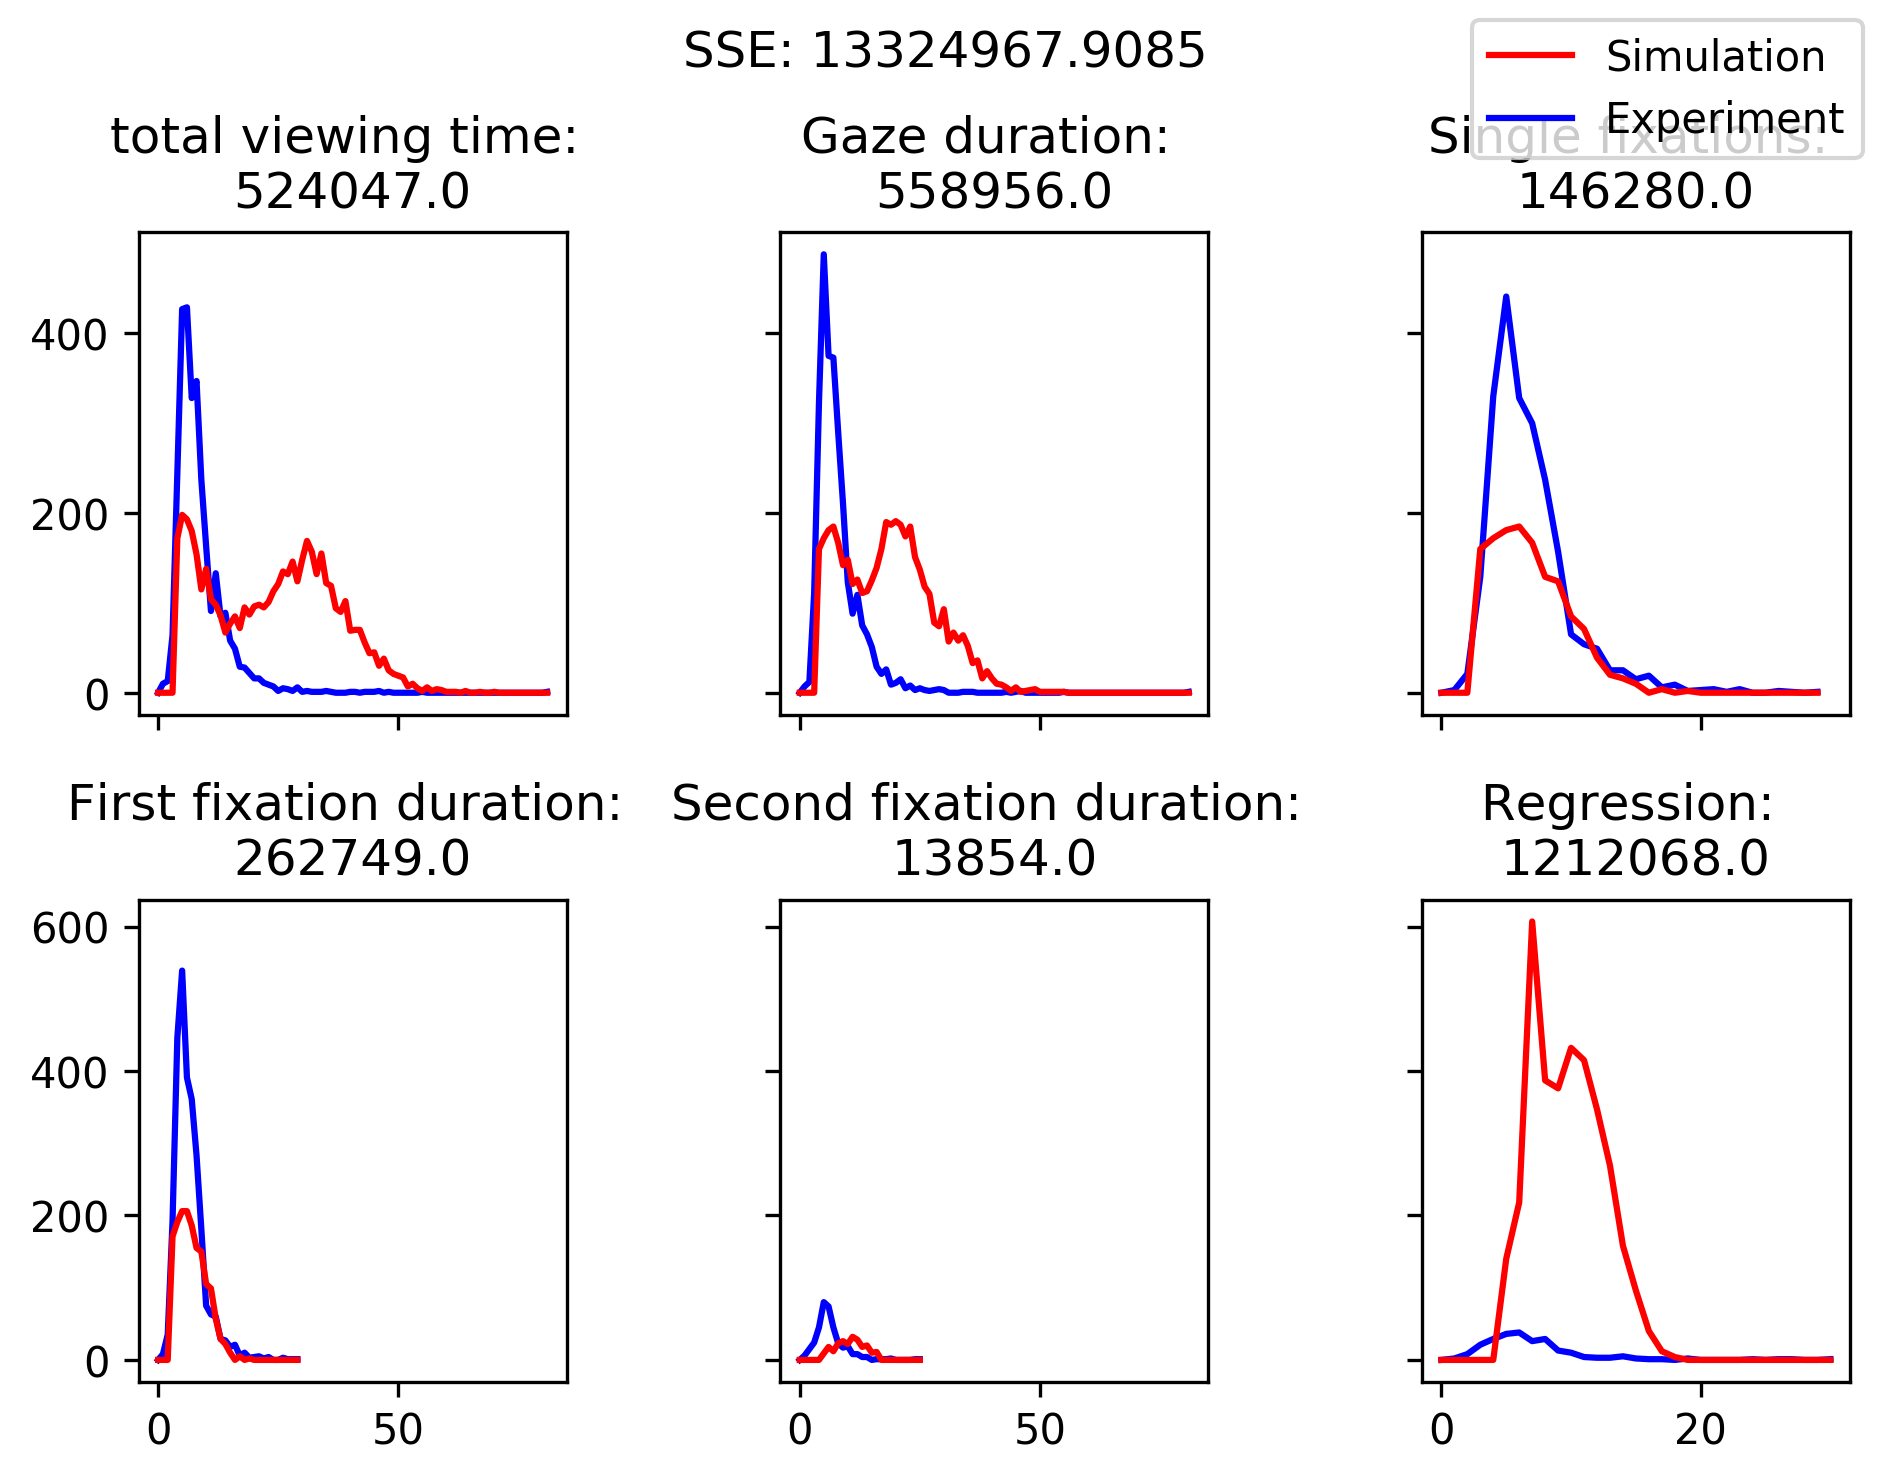 SSE: 13324967.9085
Simulation
Experiment
total viewing time:
524047.0
Gaze duration:
558956.0
Single fixations:
146280.0
400
200
0
First fixation duration:
262749.0
Second fixation duration:
13854.0
Regression:
1212068.0
600
400
200
0
0
50
0
50
0
20